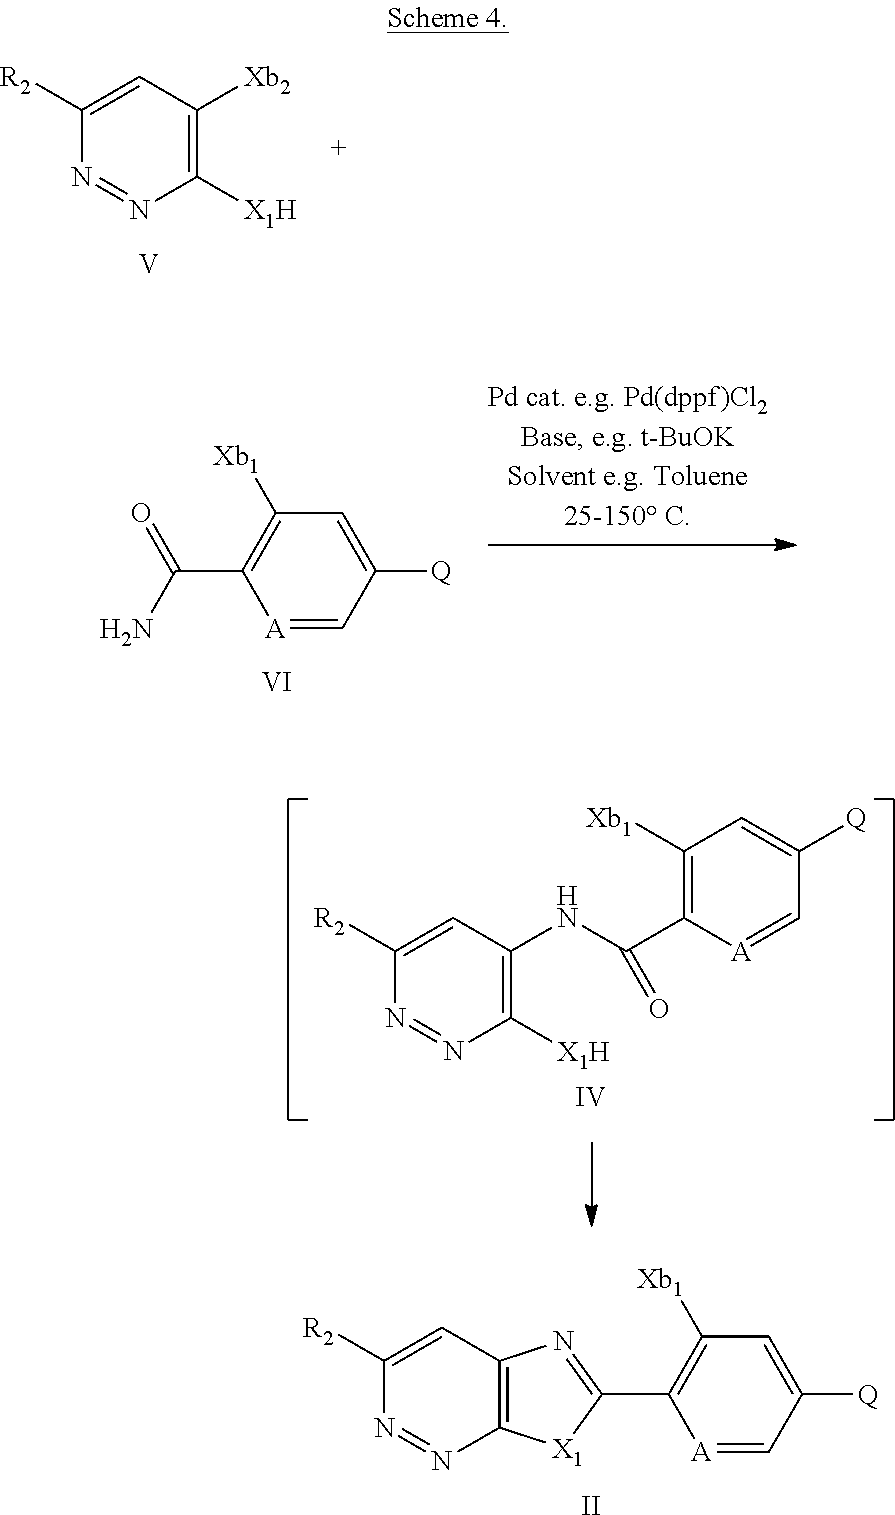 Scheme 4.
R2 Xb2
N
N X1H
+
V
Pd cat. e.g. Pd(dppf)Cl2
Base, e.g. t-BuOK
Solvent e.g. Toluene
25-150° C.
Xb1
O
Q
H2N A
VI
Xb1 Q
H
N
R2
A
O
N
N X1H
IV
Xb1
R2 N
Q
N
N X1 A
II